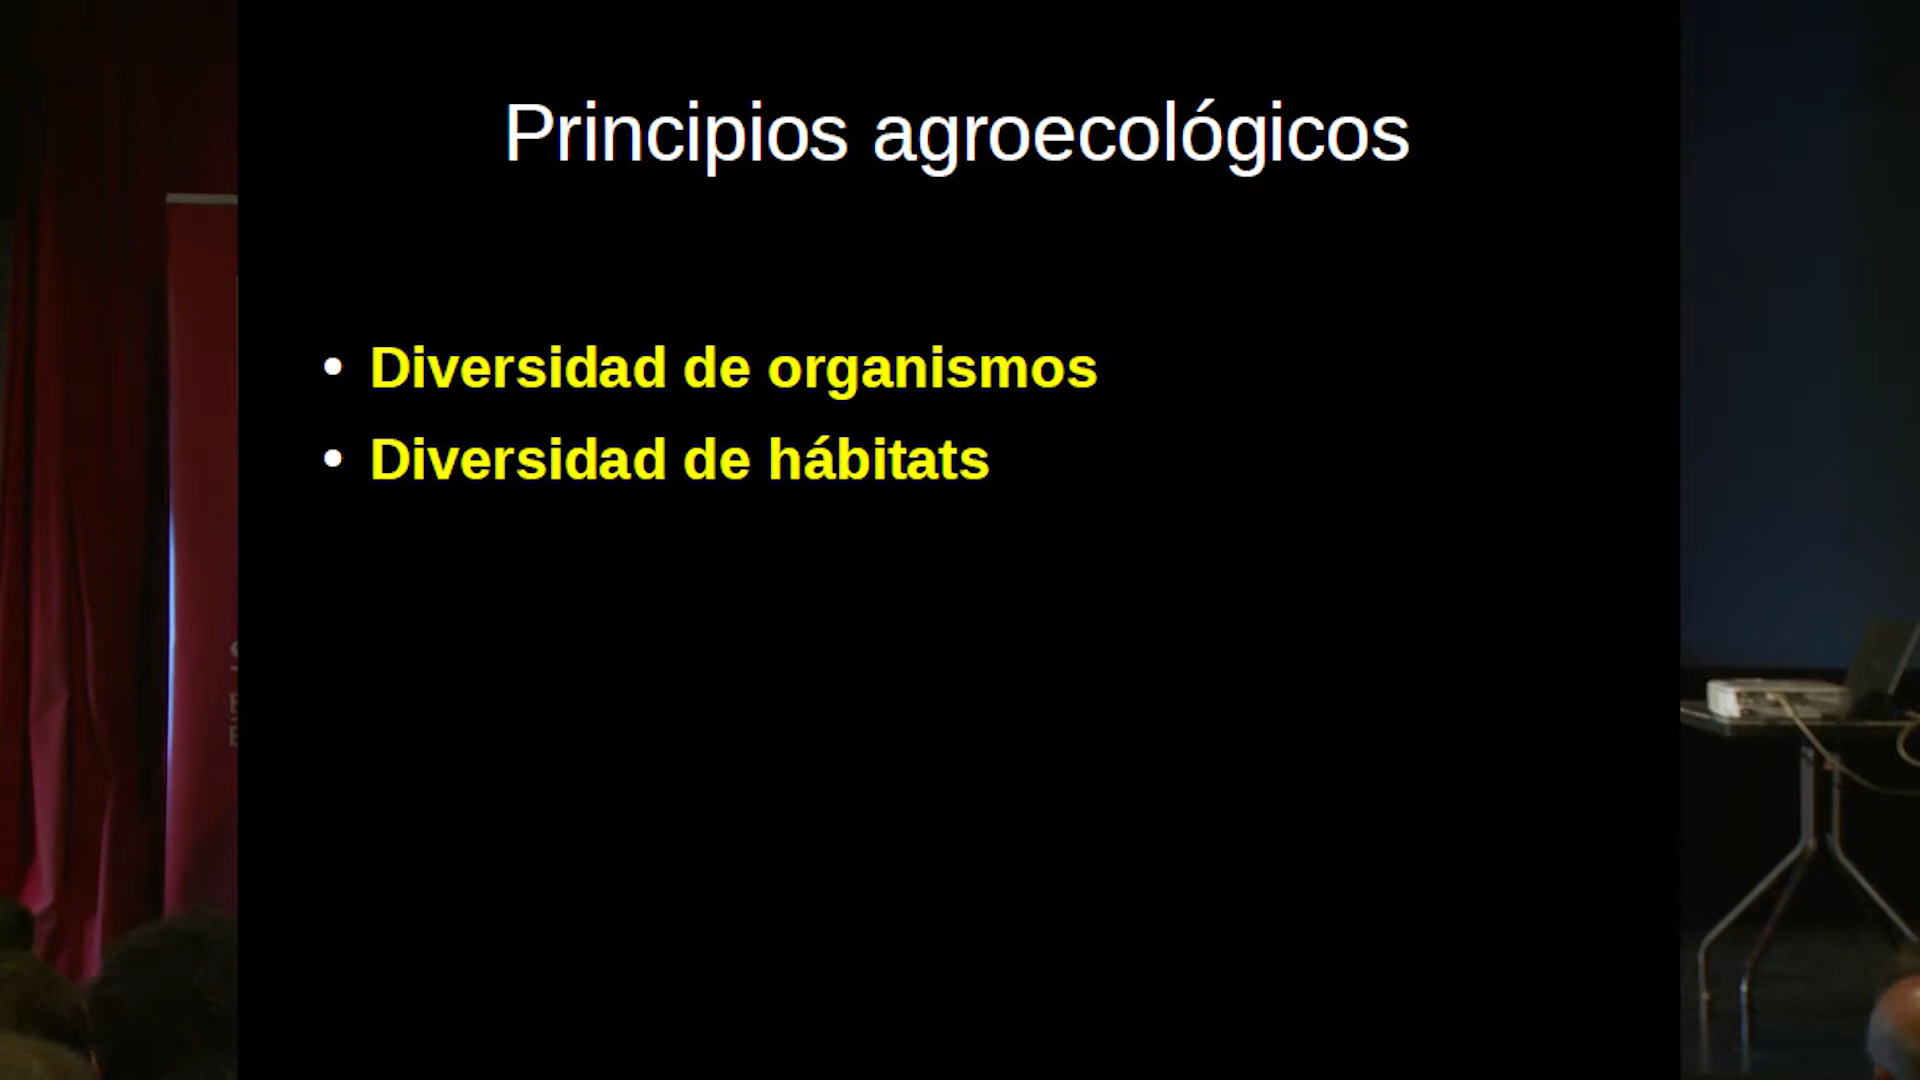 Principios agroecológicos
• Diversidad de organismos
• Diversidad de hábitats